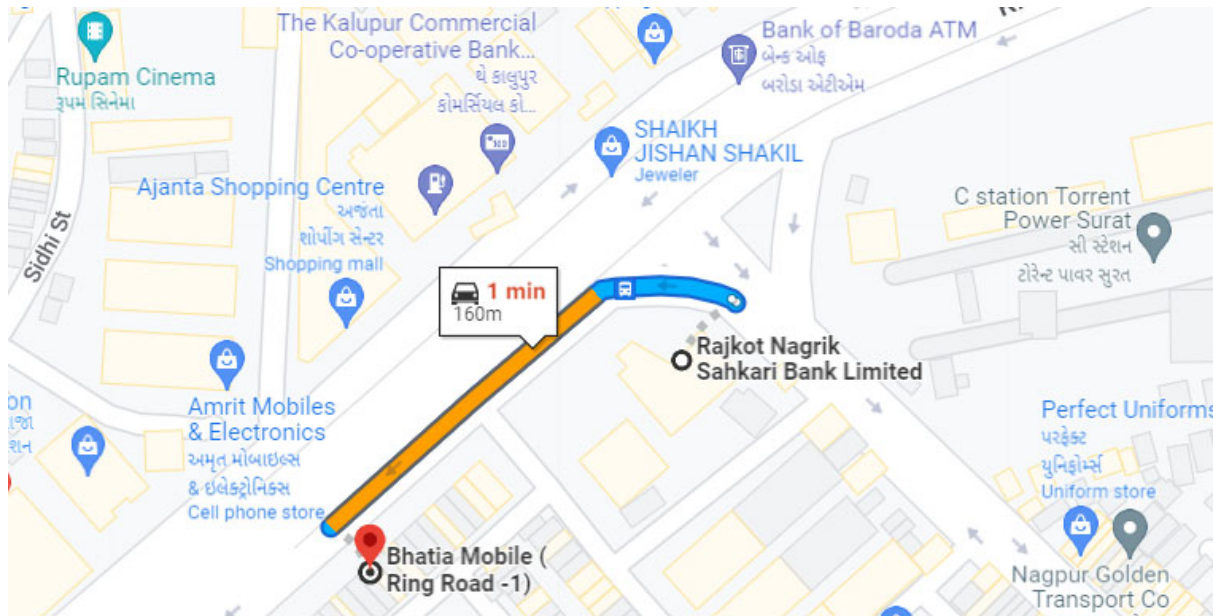 The Kalupur Commercial
Co-operative Bank...
થે કાલુપુર
કોમર્સિયલ કો...
Bank of Baroda ATM
બેન્ક ઓફ
બરોડા એટીએમ
Rupam Cinema
રૂપમ સિનેમા
SHAIKH
JISHAN SHAKIL
Jeweler
Ajanta Shopping Centre
અજંતા
શોપીંગ સેન્ટર
Shopping mall
C station Torrent
Power Surat
સી સ્ટેશન
ટોરેન્ટ પાવર સુરત
Sidhi St
1 min
160m
Rajkot Nagrik
Sahkari Bank Limited
Amrit Mobiles
& Electronics
અમૃત મોબાઇલ્સ
& ઇલેક્ટ્રોનિક્સ
Cell phone store
Perfect Uniforms
પરફેક્ટ
યુનિફોર્મ્સ
Uniform store
Bhatia Mobile (
Ring Road -1)
Nagpur Golden
Transport Co